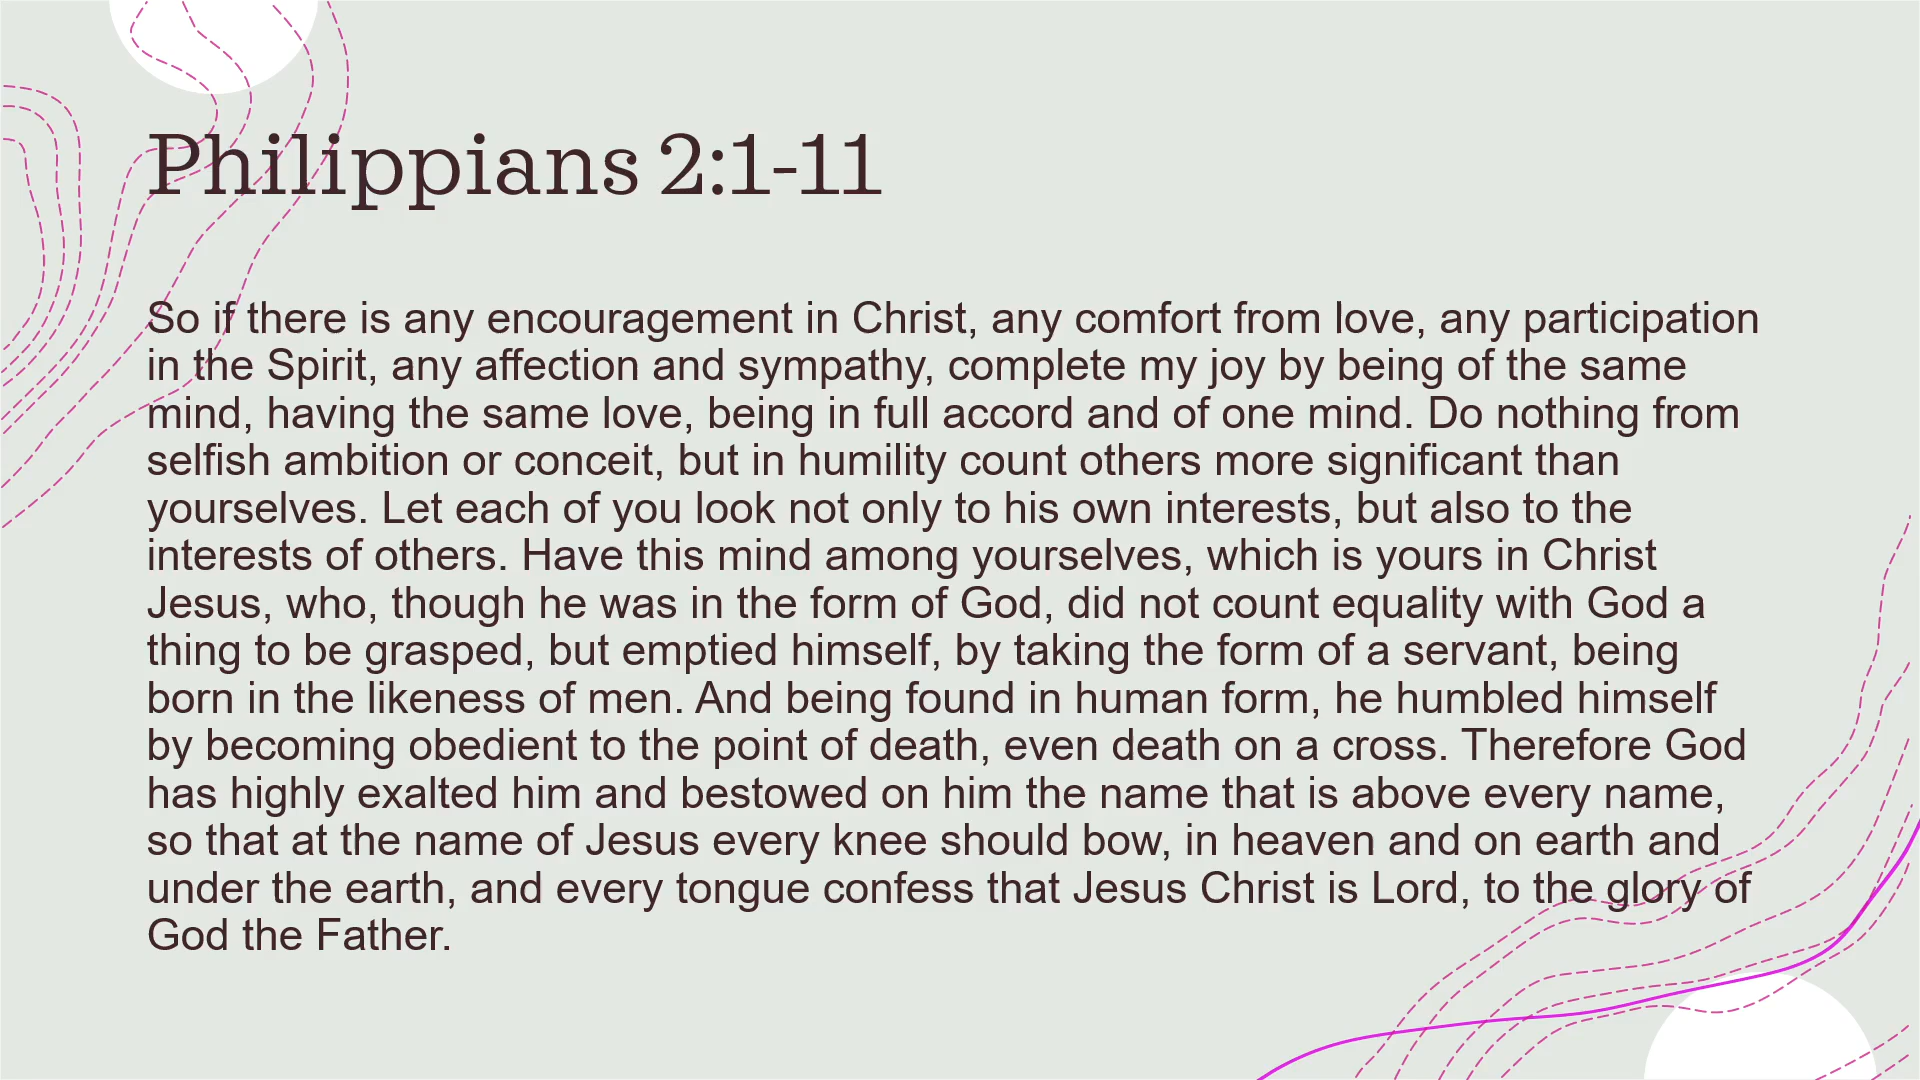 Philippians 2:1-11
So if there is any encouragement in Christ, any comfort from love, any participation
in the Spirit, any affection and sympathy, complete my joy by being of the same
mind, having the same love, being in full accord and of one mind. Do nothing from
selfish ambition or conceit, but in humility count others more significant than
yourselves. Let each of you look not only to his own interests, but also to the
interests of others. Have this mind among yourselves, which is yours in Christ
Jesus, who, though he was in the form of God, did not count equality with God a
thing to be grasped, but emptied himself, by taking the form of a servant, being
born in the likeness of men. And being found in human form, he humbled himself
by becoming obedient to the point of death, even death on a cross. Therefore God
has highly exalted him and bestowed on him the name that is above every name,
so that at the name of Jesus every knee should bow, in heaven and on earth and
under the earth, and every tongue confess that Jesus Christ is Lord, to the glory of
God the Father.